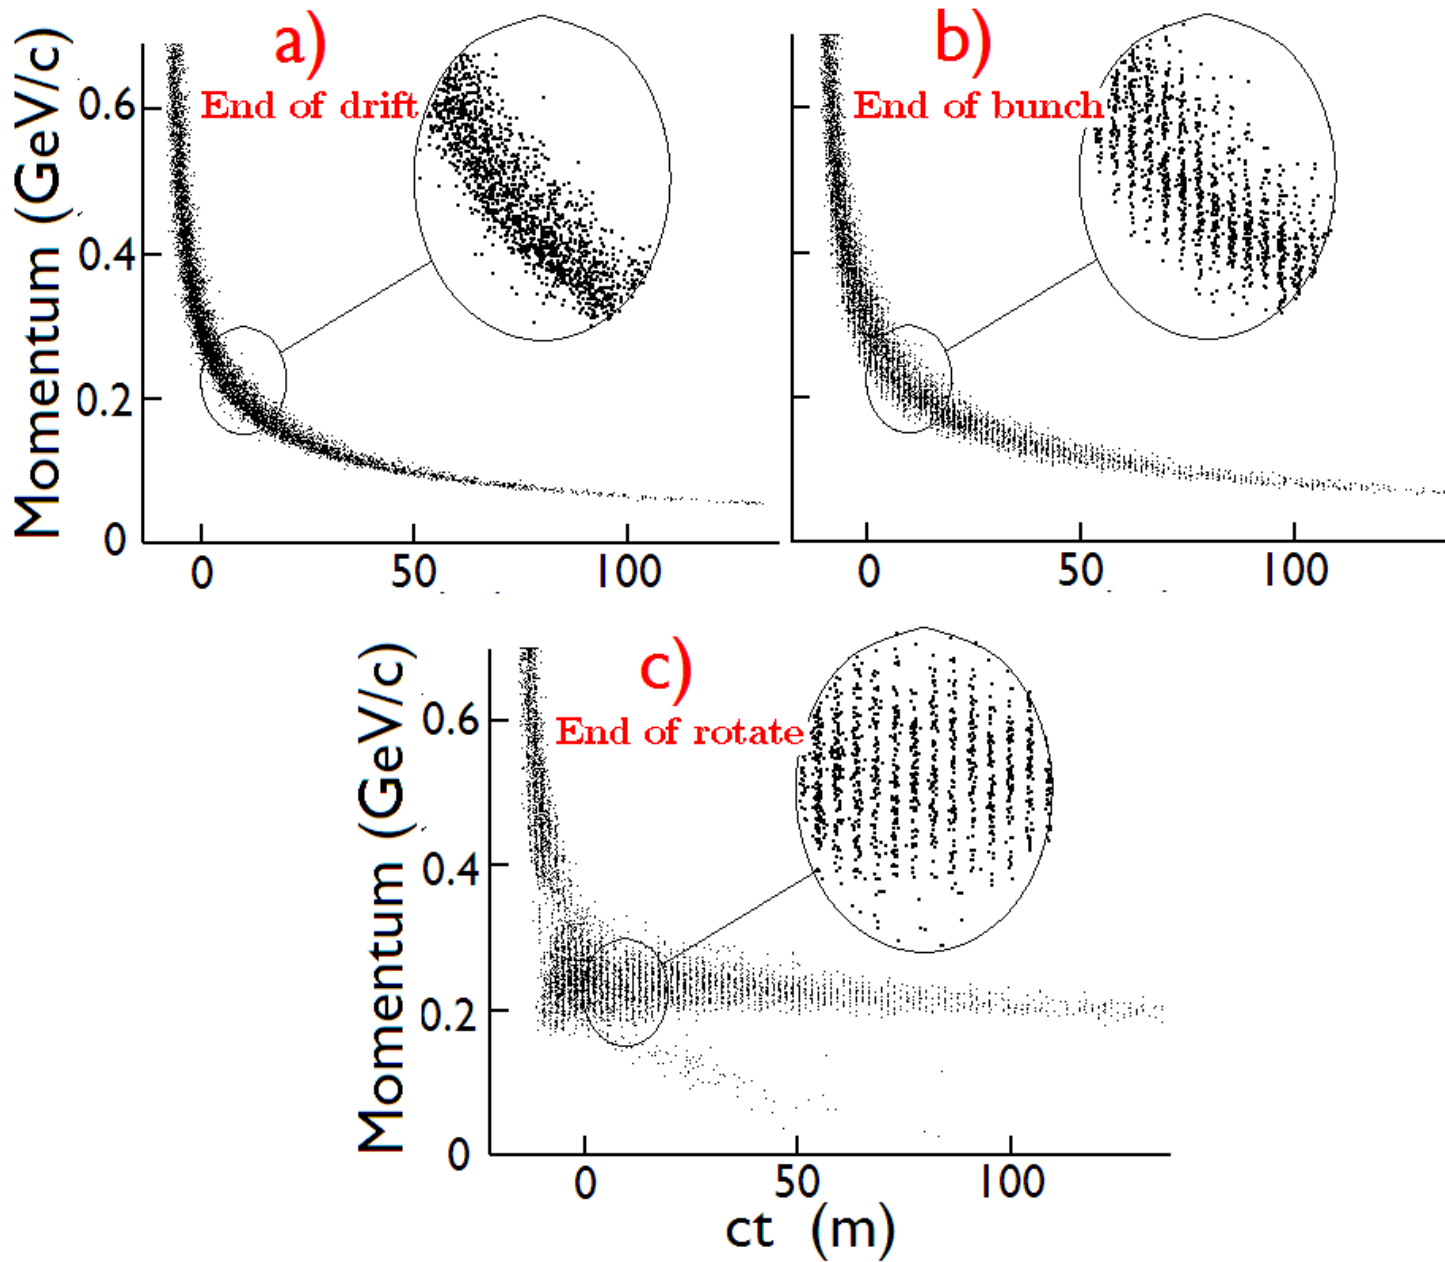 a)
End of drift
Momentum (GeV/c)
0.6
0.4
0.2
0
0 50 100
b)
End of bunch
0 50 100
c)
End of rotate
Momentum (GeV/c)
0.6
0.4
0.2
0
0 50 100
ct (m)